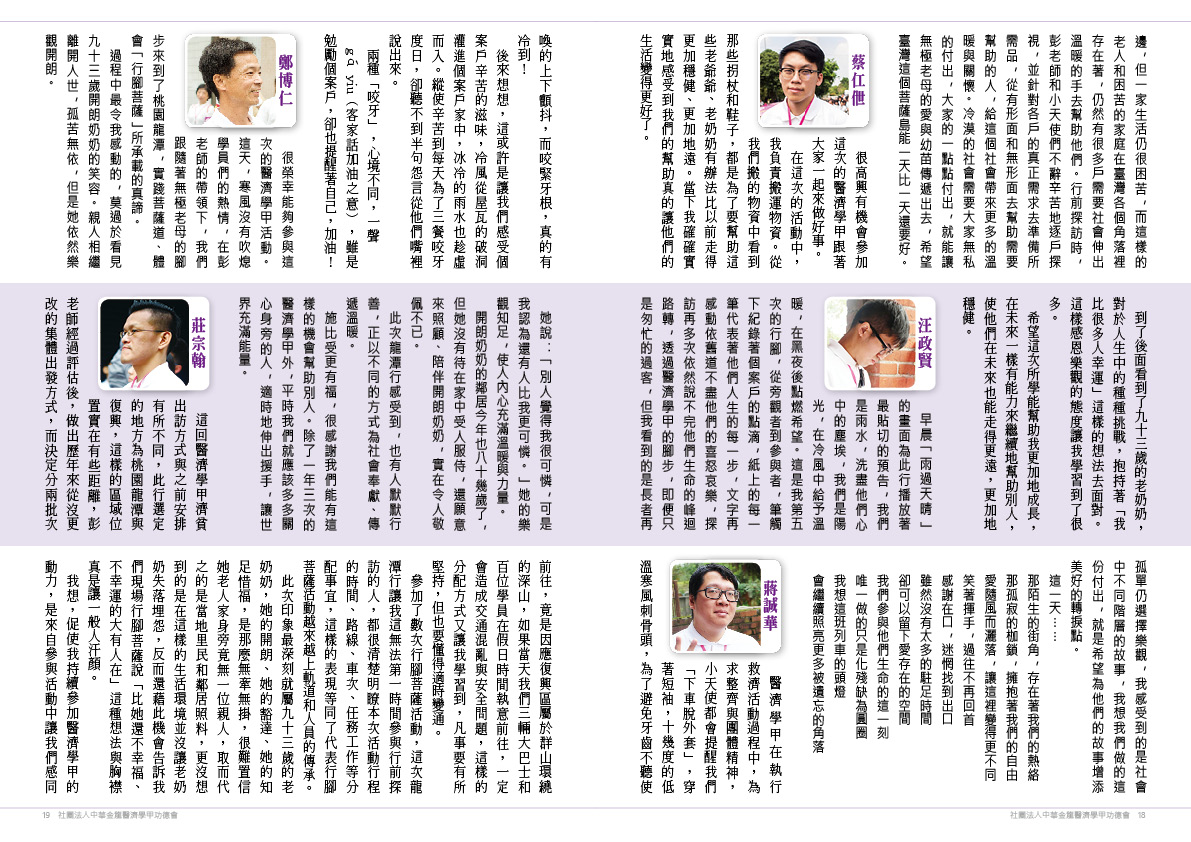 邊，但一家生活仍很困苦，而這樣的
老人和困苦的家庭在臺灣各個角落裡
存在著，仍然有很多戶需要社會伸出
溫暖的手去幫助他們。行前探訪時，
彭老師和小天使們不辭辛苦地逐戶探
視，並針對各戶的真正需求去準備所
需品，從有形面和無形面去幫助需要
幫助的人，給這個社會帶來更多的溫
暖與關懷。冷漠的社會需要大家無私
的付出，大家的一點點付出，就能讓
無極老母的愛與幼苗傳遞出去，希望
臺灣這個菩薩島能一天比一天還要好。
蔡仁伳
很高興有機會參加
這次的醫濟學甲跟著
大家一起來做好事。
在這次的活動中，
我負責搬運物資。從
我們搬的物資中看到
那些拐杖和鞋子，都是為了要幫助這
些老爺爺、老奶奶有辦法比以前走得
更加穩健、更加地遠。當下我確確實
實地感受到我們的幫助真的讓他們的
生活變得更好了。
到了後面看到了九十三歲的老奶奶，
對於人生中的種種挑戰，抱持著「我
比很多人幸運」這樣的想法去面對。
這樣感恩樂觀的態度讓我學習到了很
多。
希望這次所學能幫助我更加地成長，
在未來一樣有能力來繼續地幫助別人，
使他們在未來也能走得更遠，更加地
穩健。
汪政賢
早晨「雨過天晴」
的畫面為此行播放著
最貼切的預告，我們
是雨水，洗盡他們心
中的塵埃，我們是陽
光，在冷風中給予溫
暖，在黑夜後點燃希望。這是我第五
次的行腳，從旁觀者到參與者，筆觸
下紀錄著個案戶的點滴，紙上的每一
筆代表著他們人生的每一步，文字再
感動依舊道不盡他們的喜怒哀樂，探
訪再多次依然說不完他們生命的峰迴
路轉，透過醫濟學甲的腳步，即便只
是匆忙的過客，但我看到的是長者再
孤單仍選擇樂觀，我感受到的是社會
中不同階層的故事，我想我們做的這
份付出，就是希望為他們的故事增添
美好的轉捩點。
這一天……
那陌生的街角，存在著我們的熱絡
那孤寂的枷鎖，擁抱著我們的自由
愛隨風而灑落，讓這裡變得更不同
笑著揮手，過往不再回首
感謝在口，迷惘找到出口
雖然沒有太多的駐足時間
卻可以留下愛存在的空間
我們參與他們生命的這一刻
唯一做的只是化殘缺為圓圈
我想這班列車的頭燈
會繼續照亮更多被遺忘的角落
蔣誠華
醫濟學甲在執行
救濟活動過程中，為
求整齊與團體精神，
小天使都會提醒我們
「下車脫外套」，穿
著短袖，十幾度的低
溫寒風刺骨頭，為了避免牙齒不聽使
社團法人中華金龍醫濟學甲功德會 18
喚的上下顫抖，而咬緊牙根，真的有
冷到！
後來想想，這或許是讓我們感受個
案戶辛苦的滋味，冷風從屋瓦的破洞
灌進個案戶家中，冰冷的雨水也趁虛
而入。縱使辛苦到每天為了三餐咬牙
度日，卻聽不到半句怨言從他們嘴裡
說出來。
兩種「咬牙」，心境不同，一聲
gā yiu（客家話加油之意），雖是
勉勵個案戶，卻也提醒著自己，加油！
鄭博仁
很榮幸能夠參與這
次的醫濟學甲活動。
這天，寒風沒有吹熄
學員們的熱情，在彭
老師的帶領下，我們
跟隨著無極老母的腳
步來到了桃園龍潭，實踐菩薩道、體
會「行腳菩薩」所承載的真諦。
過程中最令我感動的，莫過於看見
九十三歲開朗奶奶的笑容。親人相繼
離開人世，孤苦無依，但是她依然樂
觀開朗。
她說：「別人覺得我很可憐，可是
我認為還有人比我更可憐。」她的樂
觀知足，使人內心充滿溫暖與力量。
開朗奶奶的鄰居今年也八十幾歲了，
但她沒有待在家中受人服侍，還願意
來照顧、陪伴開朗奶奶，實在令人敬
佩不已。
此次龍潭行感受到，也有人默默行
善，正以不同的方式為社會奉獻、傳
遞溫暖。
施比受更有福，很感謝我們能有這
樣的機會幫助別人。除了一年三次的
醫濟學甲外，平時我們就應該多多關
心身旁的人，適時地伸出援手，讓世
界充滿能量。
莊宗翰
這回醫濟學甲濟貧
出訪方式與之前安排
有所不同，此行選定
的地方為桃園龍潭與
復興，這樣的區域位
置實在有些距離，彭
老師經過評估後，做出歷年來從沒更
改的集體出發方式，而決定分兩批次
前往，竟是因應復興區屬於群山環繞
的深山，如果當天我們三輛大巴士和
百位學員在假日時間執意前往，一定
會造成交通混亂與安全問題，這樣的
分配方式又讓我學習到，凡事要有所
堅持，但也要懂得適時變通。
參加了數次行腳菩薩活動，這次龍
潭行讓我這無法第一時間參與行前探
訪的人，都很清楚明瞭本次活動行程
的時間、路線、車次、任務工作等分
配事宜，這樣的表現等同了代表行腳
菩薩活動越來越上軌道和人員的傳承。
此次印象最深刻就屬九十三歲的老
奶奶，她的開朗、她的豁達、她的知
足惜福，是那麼無牽無掛，很難置信
她老人家身旁竟無一位親人，取而代
之的是當地里民和鄰居照料，更沒想
到的是在這樣的生活環境並沒讓老奶
奶失落埋怨，反而還藉此機會告訴我
們現場行腳菩薩說「比她還不幸福、
不幸運的大有人在」這種想法與胸襟
真是讓一般人汗顏。
我想，促使我持續參加醫濟學甲的
動力，是來自參與活動中讓我們感同
19 社團法人中華金龍醫濟學甲功德會